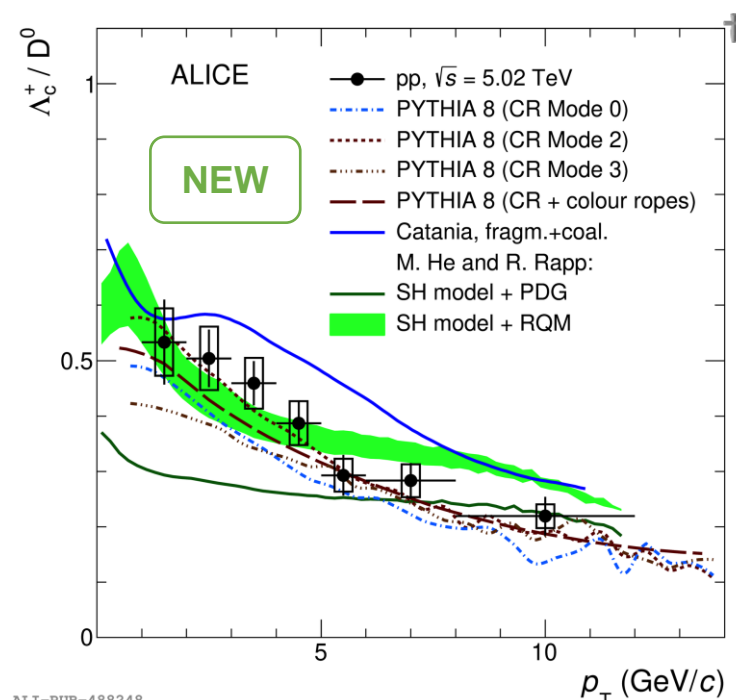 Λc+ / D0
1
0.5
0
ALICE
NEW
pp, √s = 5.02 TeV
PYTHIA 8 (CR Mode 0)
PYTHIA 8 (CR Mode 2)
PYTHIA 8 (CR Mode 3)
PYTHIA 8 (CR + colour ropes)
Catania, fragm.+coal.
M. He and R. Rapp:
SH model + PDG
SH model + RQM
5
10
pT (GeV/c)